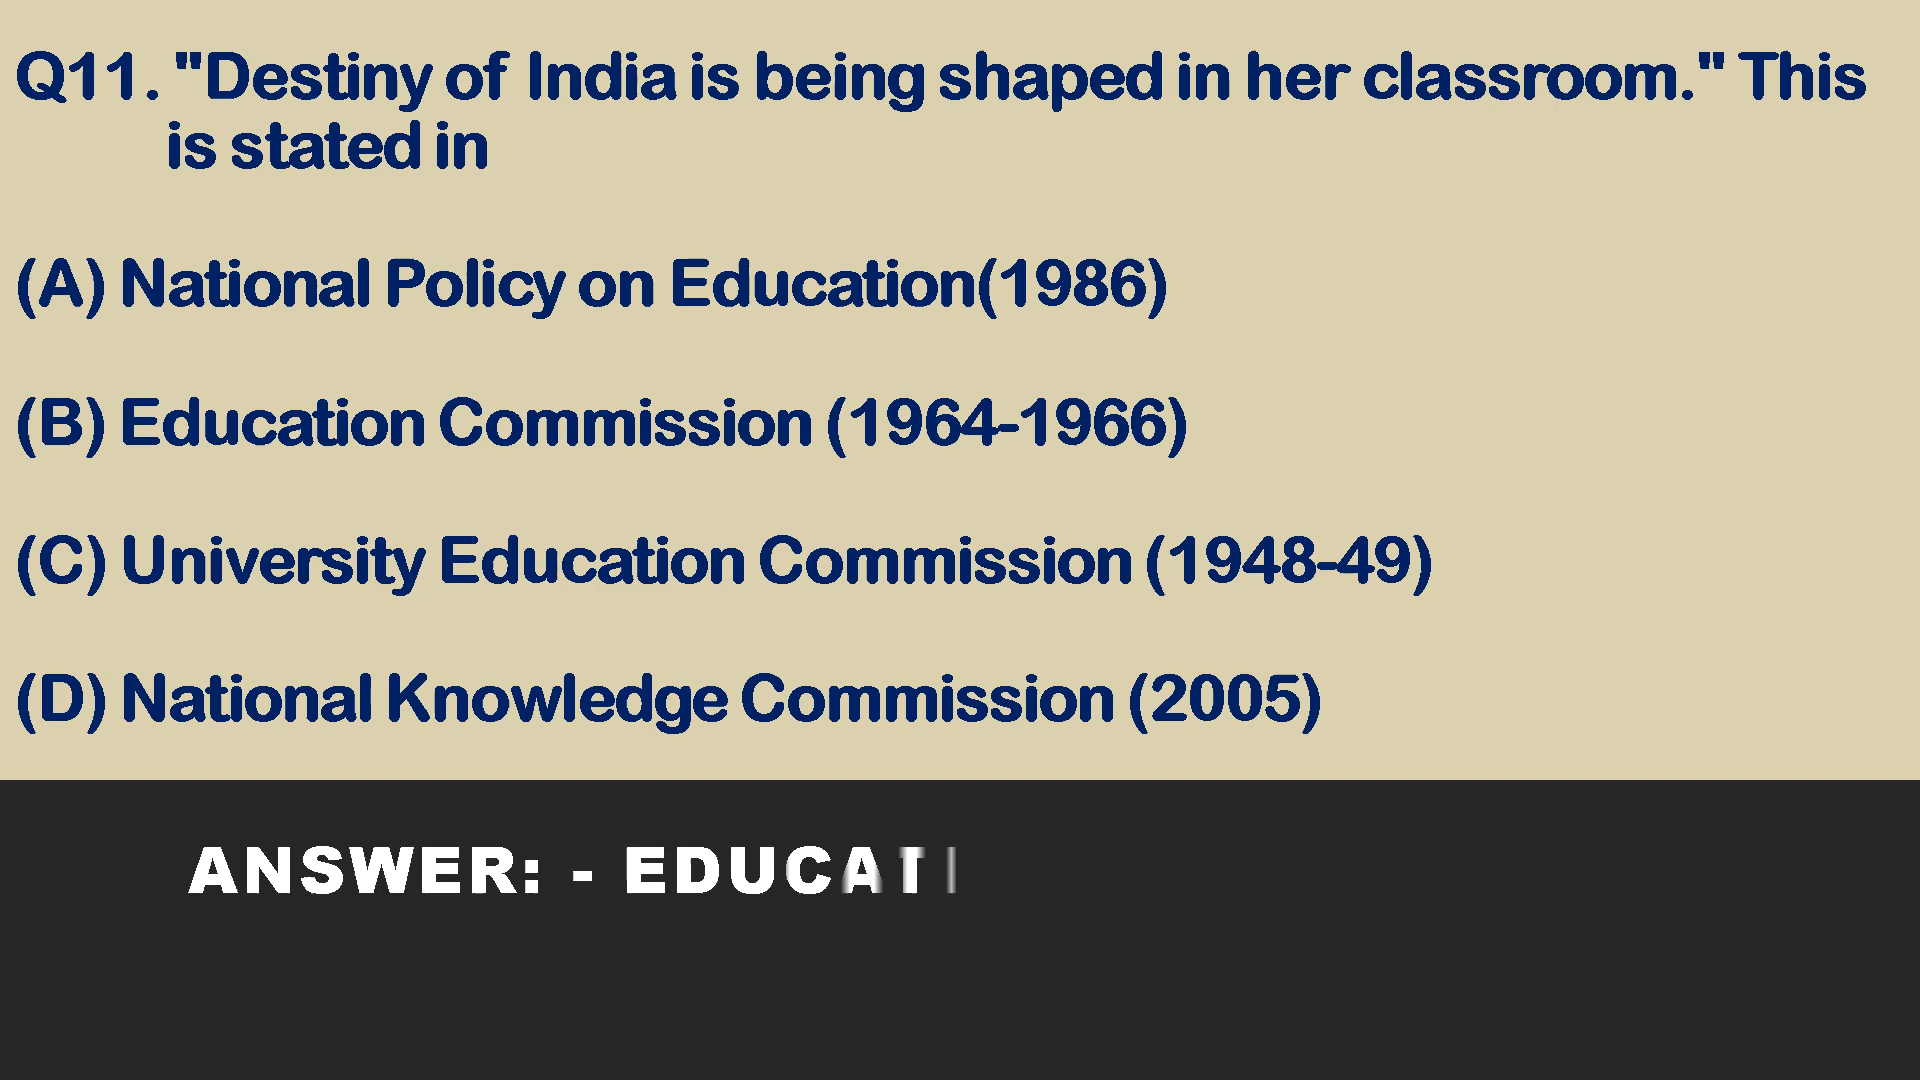 Q11. "Destiny of India is being shaped in her classroom." This
is stated in
(A) National Policy on Education(1986)
(B) Education Commission (1964-1966)
(C) University Education Commission (1948-49)
(D) National Knowledge Commission (2005)
ANSWER: - EDUCATI